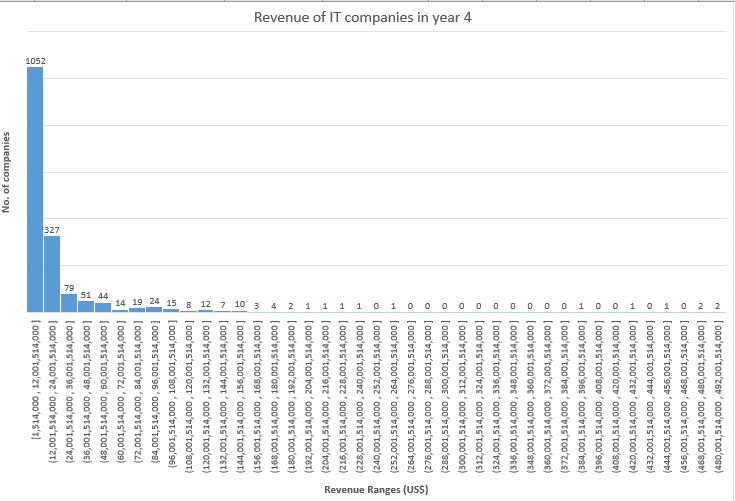 Revenue of IT companies in year 4
No. of companies
1052
327
79
51
44
14
19
24
15
8
12
7
10
3
4
2
1
1
1
1
0
1
0
0
0
0
0
0
0
0
0
0
1
0
0
1
0
1
0
2
2
[1,514,000 , 12,001,514,000 ]
(12,001,514,000 , 24,001,514,000 ]
(24,001,514,000 , 36,001,514,000 ]
(36,001,514,000 , 48,001,514,000 ]
(48,001,514,000 , 60,001,514,000 ]
(60,001,514,000 , 72,001,514,000 ]
(72,001,514,000 , 84,001,514,000 ]
(84,001,514,000 , 96,001,514,000 ]
(96,001,514,000 , 108,001,514,000 ]
(108,001,514,000 , 120,001,514,000 ]
(120,001,514,000 , 132,001,514,000 ]
(132,001,514,000 , 144,001,514,000 ]
(144,001,514,000 , 156,001,514,000 ]
(156,001,514,000 , 168,001,514,000 ]
(168,001,514,000 , 180,001,514,000 ]
(180,001,514,000 , 192,001,514,000 ]
(192,001,514,000 , 204,001,514,000 ]
(204,001,514,000 , 216,001,514,000 ]
(216,001,514,000 , 228,001,514,000 ]
(228,001,514,000 , 240,001,514,000 ]
(240,001,514,000 , 252,001,514,000 ]
(252,001,514,000 , 264,001,514,000 ]
(264,001,514,000 , 276,001,514,000 ]
(276,001,514,000 , 288,001,514,000 ]
(288,001,514,000 , 300,001,514,000 ]
(300,001,514,000 , 312,001,514,000 ]
(312,001,514,000 , 324,001,514,000 ]
(324,001,514,000 , 336,001,514,000 ]
(336,001,514,000 , 348,001,514,000 ]
(348,001,514,000 , 360,001,514,000 ]
(360,001,514,000 , 372,001,514,000 ]
(372,001,514,000 , 384,001,514,000 ]
(384,001,514,000 , 396,001,514,000 ]
(396,001,514,000 , 408,001,514,000 ]
(408,001,514,000 , 420,001,514,000 ]
(420,001,514,000 , 432,001,514,000 ]
(432,001,514,000 , 444,001,514,000 ]
(444,001,514,000 , 456,001,514,000 ]
(456,001,514,000 , 468,001,514,000 ]
(468,001,514,000 , 480,001,514,000 ]
(480,001,514,000 , 492,001,514,000 ]
Revenue Ranges (US$)